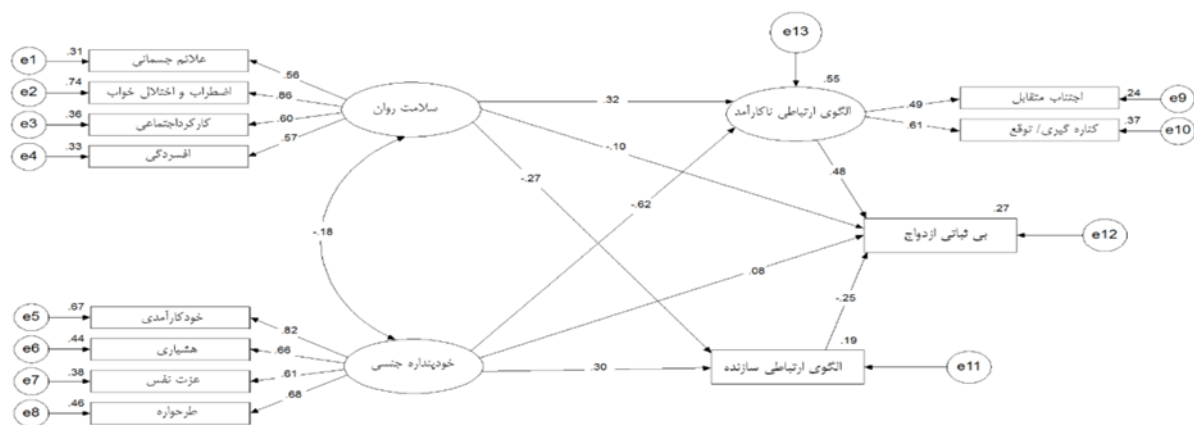 e13
e1
.31
علائم جسمانی
.56
.55
e2
.74
اضطراب و اختلال خواب
.86
سلامت روان
.32
الگوی ارتباطی ناکارآمد
.49
اجتناب متقابل
.24
e9
e3
.36
کارکرداجتماعی
.60
.61
کناره گیری/ توقع
.37
e10
e4
.33
افسردگی
.57
-.10
-.27
.48
-.62
.27
بی ثباتی ازدواج
e12
-.18
.08
-.25
e5
.67
خودکارآمدی
.82
.19
e6
.44
هشیاری
.66
خودپنداره جنسی
.30
الگوی ارتباطی سازنده
e11
e7
.38
عزت نفس
.61
e8
.46
طرحواره
.68